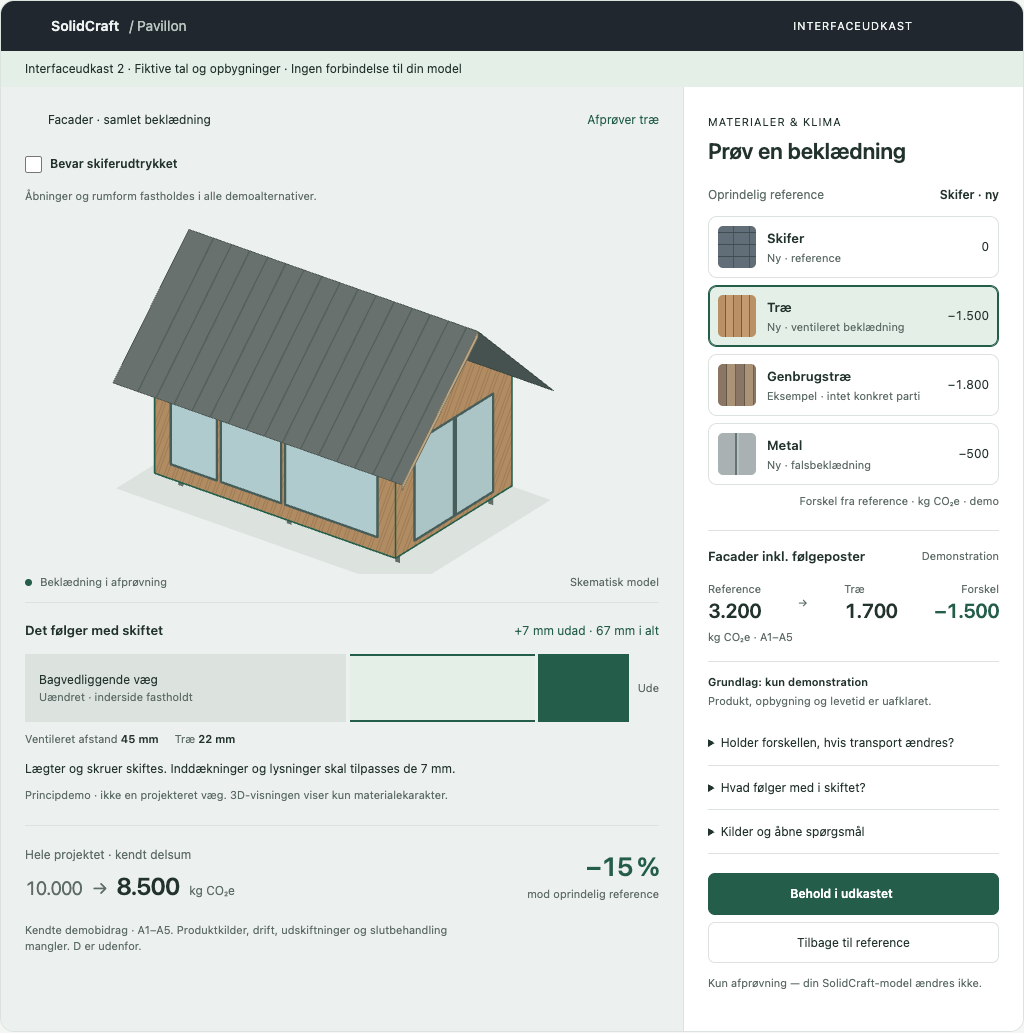 SolidCraft / Pavillon
INTERFACEUDKAST
Interfaceudkast 2 · Fiktive tal og opbygninger · Ingen forbindelse til din model
Facader · samlet beklædning
Afprøver træ
Bevar skiferudtrykket
Åbninger og rumform fastholdes i alle demoalternativer.
Beklædning i afprøvning
Skematisk model
Det følger med skiftet
+7 mm udad · 67 mm i alt
Bagvedliggende væg
Uændret · inderside fastholdt
Ude
Ventileret afstand 45 mm Træ 22 mm
Lægter og skruer skiftes. Inddækninger og lysninger skal tilpasses de 7 mm.
Principdemo · ikke en projekteret væg. 3D-visningen viser kun materialekarakter.
Hele projektet · kendt delsum
10.000 → 8.500 kg CO₂e
−15 %
mod oprindelig reference
Kendte demobidrag · A1–A5. Produktkilder, drift, udskiftninger og slutbehandling
mangler. D er udenfor.
MATERIALER & KLIMA
Prøv en beklædning
Oprindelig reference
Skifer · ny
Skifer
Ny · reference
0
Træ
Ny · ventileret beklædning
−1.500
Genbrugstræ
Eksempel · intet konkret parti
−1.800
Metal
Ny · falsbeklædning
−500
Forskel fra reference · kg CO₂e · demo
Facader inkl. følgeposter
Demonstration
Reference
3.200
→
Træ
1.700
Forskel
−1.500
kg CO₂e · A1–A5
Grundlag: kun demonstration
Produkt, opbygning og levetid er uafklaret.
Holder forskellen, hvis transport ændres?
Hvad følger med i skiftet?
Kilder og åbne spørgsmål
Behold i udkastet
Tilbage til reference
Kun afprøvning — din SolidCraft-model ændres ikke.